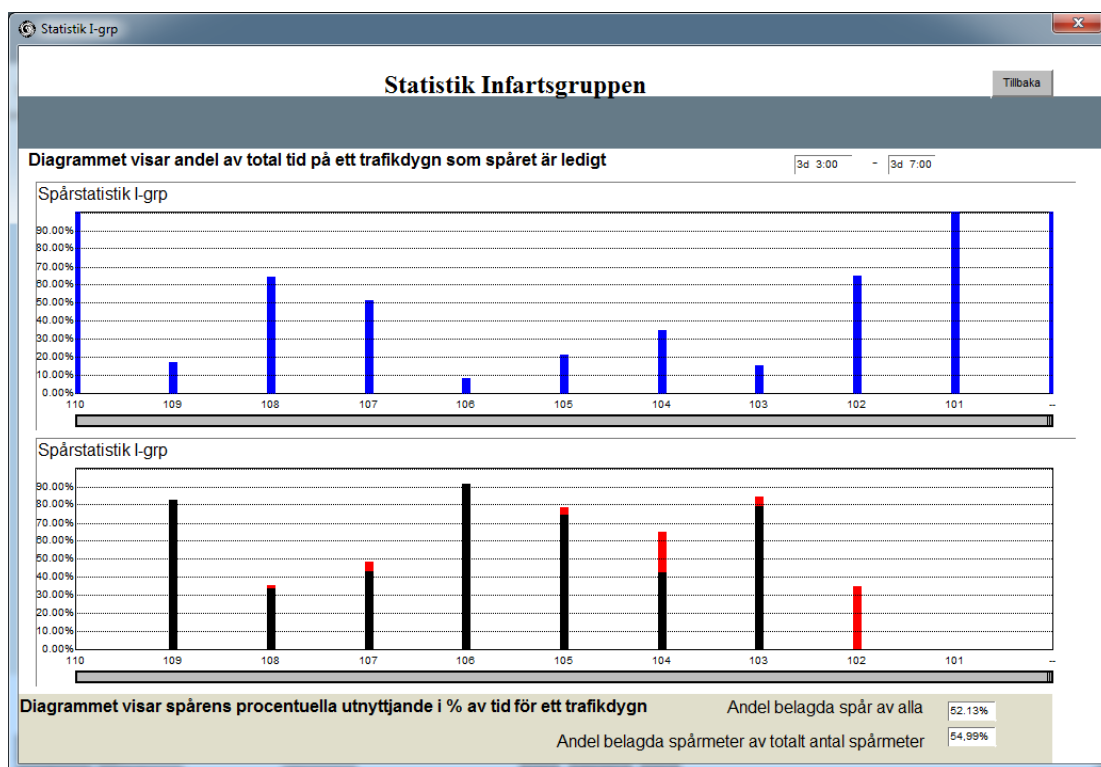 Statistik I-grp
x
Statistik Infartsgruppen
Tillbaka
Diagrammet visar andel av total tid på ett trafikdygn som spåret är ledigt
3d 3:00 - 3d 7:00
Spårstatistik I-grp
90.00%
80.00%
70.00%
60.00%
50.00%
40.00%
30.00%
20.00%
10.00%
0.00%
110 109 108 107 106 105 104 103 102 101 --
Spårstatistik I-grp
90.00%
80.00%
70.00%
60.00%
50.00%
40.00%
30.00%
20.00%
10.00%
0.00%
110 109 108 107 106 105 104 103 102 101 --
Diagrammet visar spårens procentuella utnyttjande i % av tid för ett trafikdygn
Andel belagda spår av alla 52.13%
Andel belagda spårmeter av totalt antal spårmeter 54,99%